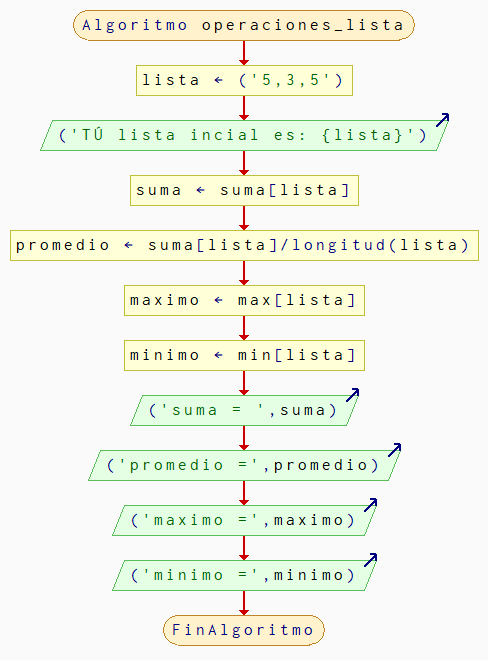 Algoritmo operaciones_lista
lista ← ('5,3,5')
('TÚ lista incial es: {lista}')
suma ← suma[lista]
promedio ← suma[lista]/longitud(lista)
maximo ← max[lista]
minimo ← min[lista]
('suma = ',suma)
('promedio =',promedio)
('maximo =',maximo)
('minimo =',minimo)
FinAlgoritmo